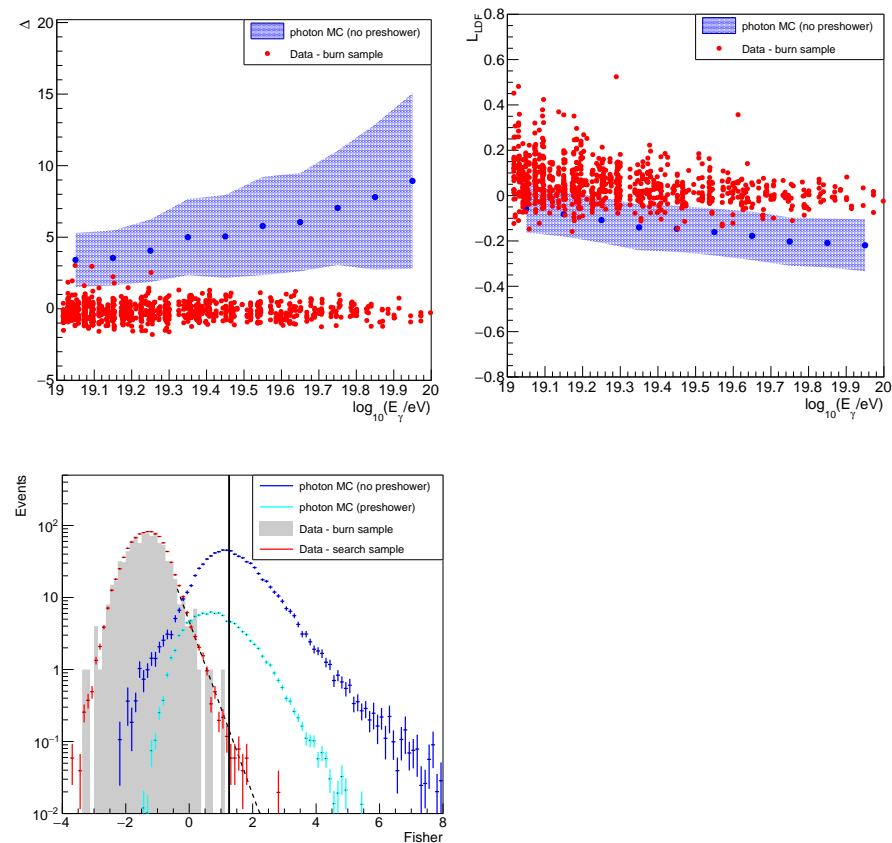 Δ
20
15
10
5
0
−5
photon MC (no preshower)
Data - burn sample
19 19.1 19.2 19.3 19.4 19.5 19.6 19.7 19.8 19.9 20
log₁₀(E_γ/eV)
L_LDF
0.8
0.6
0.4
0.2
0
−0.2
−0.4
−0.6
−0.8
photon MC (no preshower)
Data - burn sample
19 19.1 19.2 19.3 19.4 19.5 19.6 19.7 19.8 19.9 20
log₁₀(E_γ/eV)
Events
10²
10
1
10⁻¹
10⁻²
photon MC (no preshower)
photon MC (preshower)
Data - burn sample
Data - search sample
−4 −2 0 2 4 6 8
Fisher